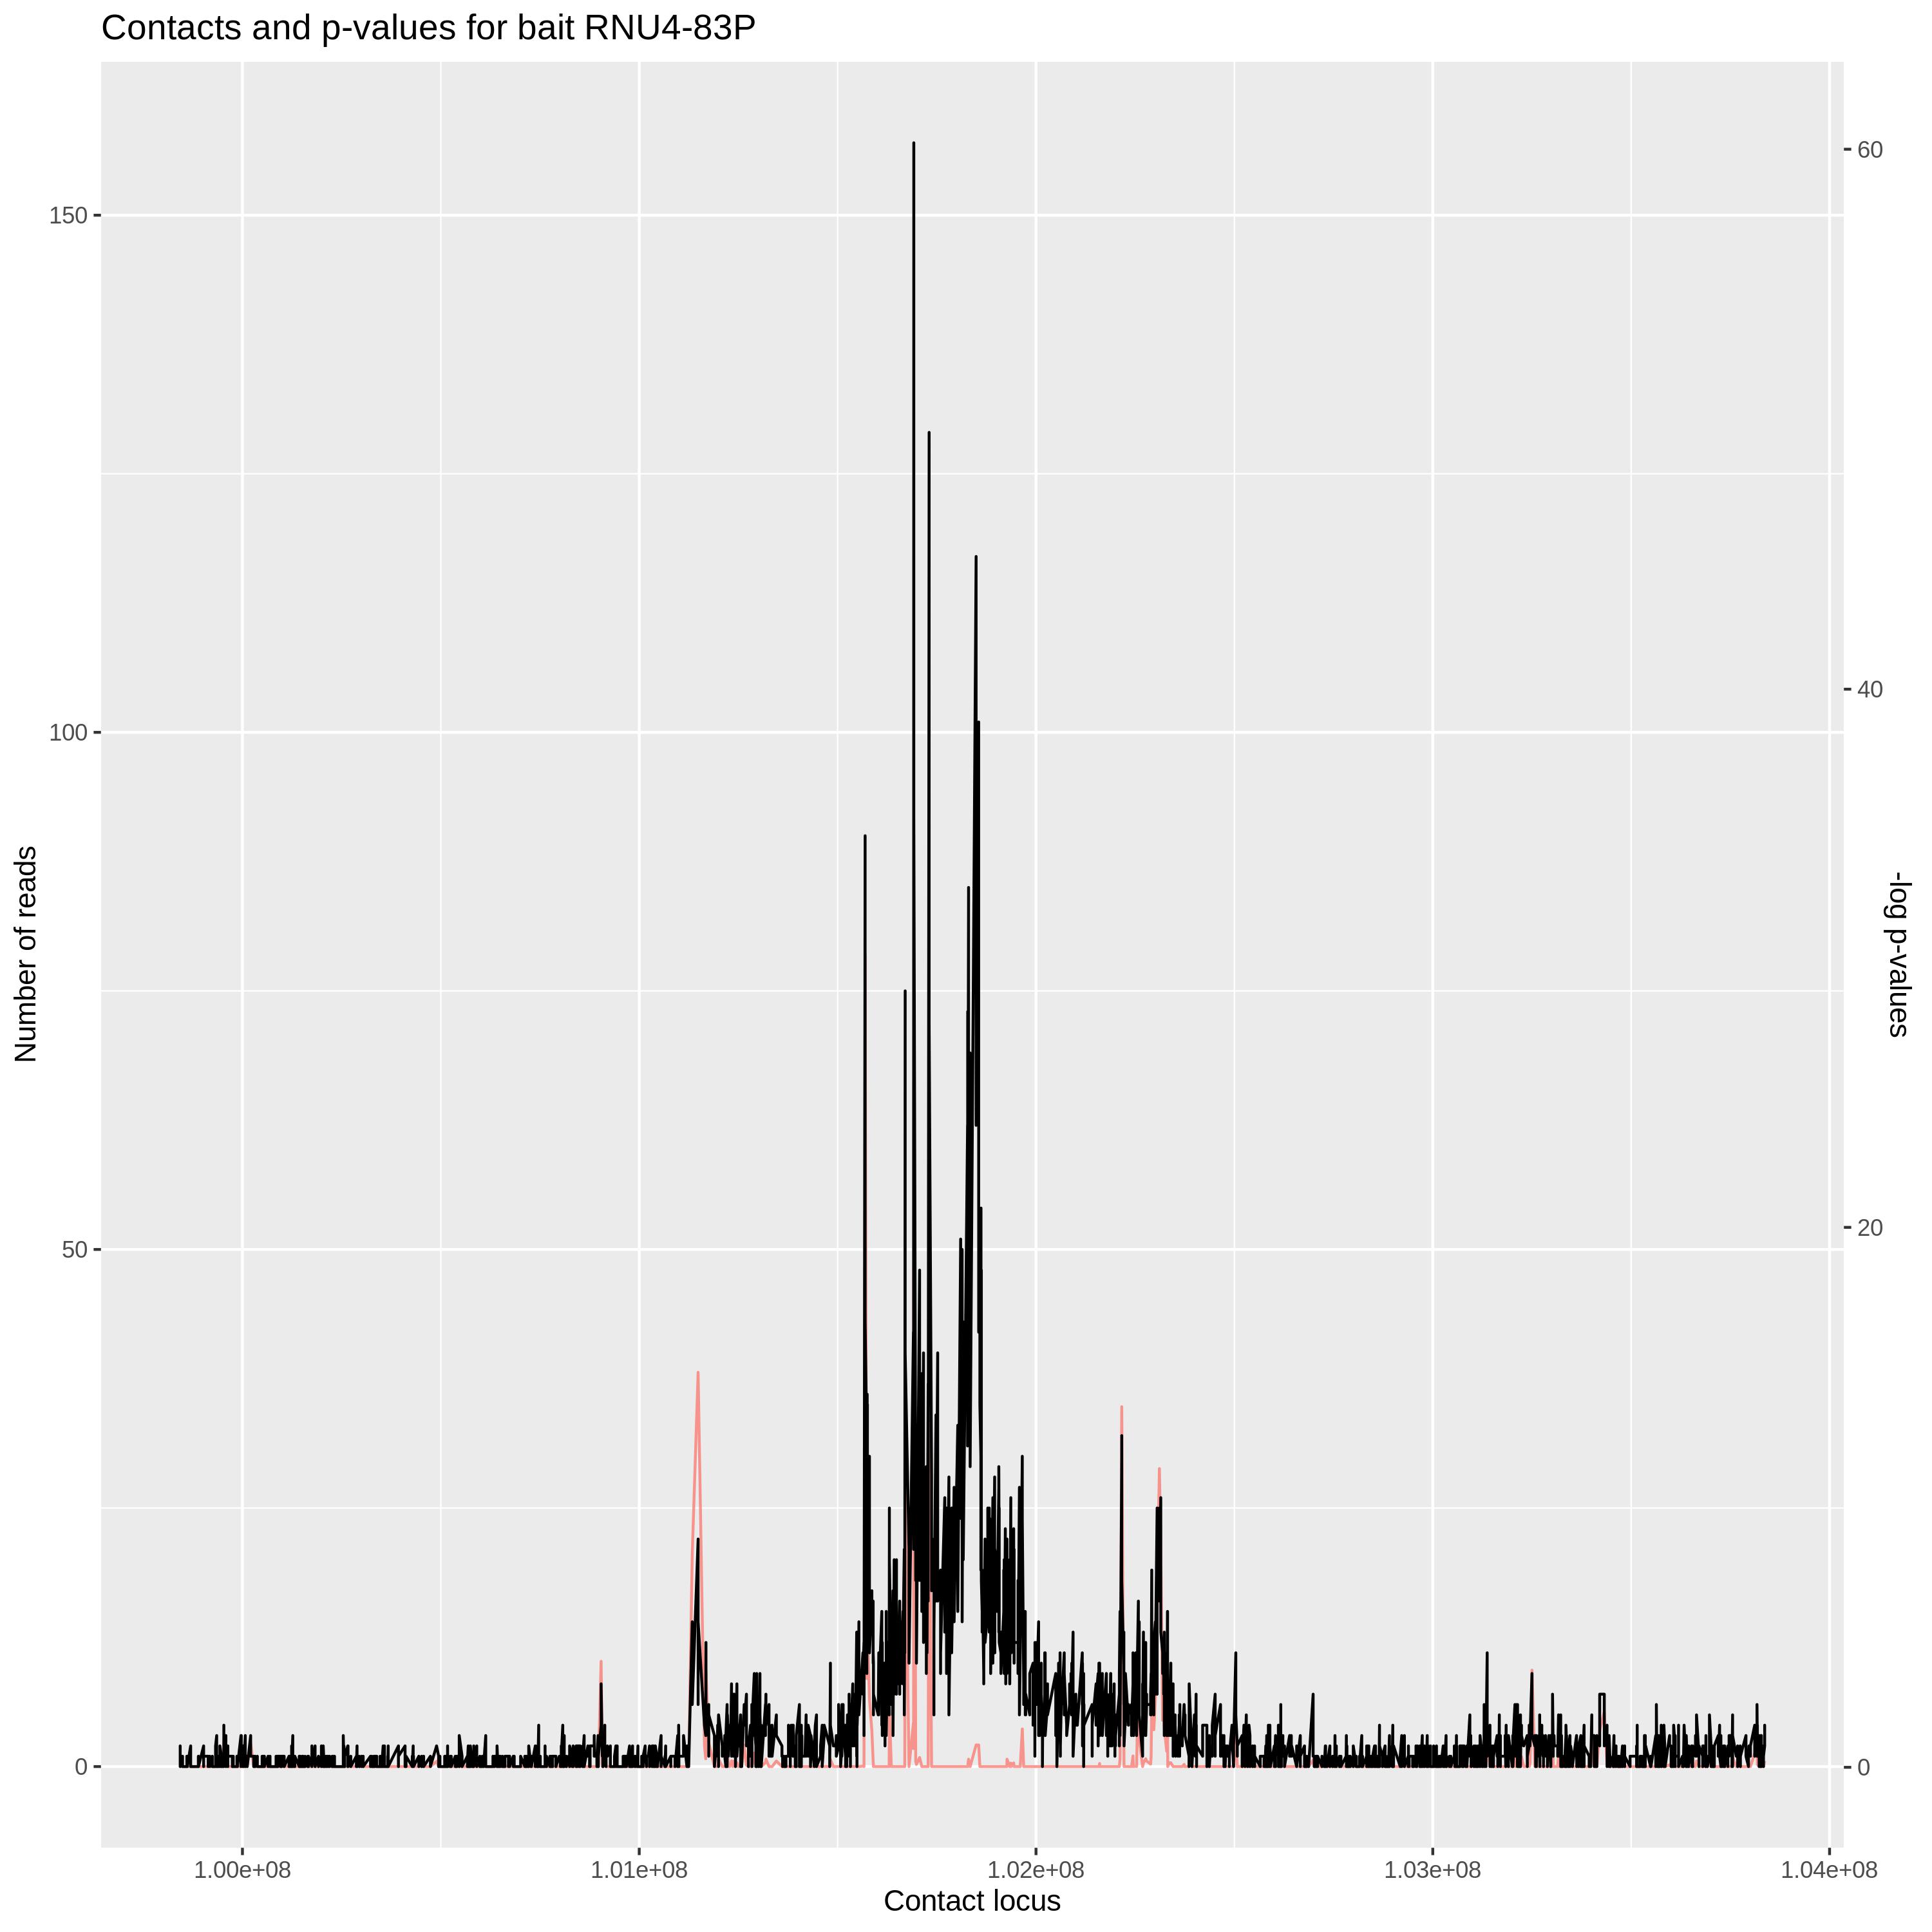 Contacts and p-values for bait RNU4-83P
150
100
50
0
Number of reads
60
40
20
0
-log p-values
1.00e+08
1.01e+08
1.02e+08
1.03e+08
1.04e+08
Contact locus